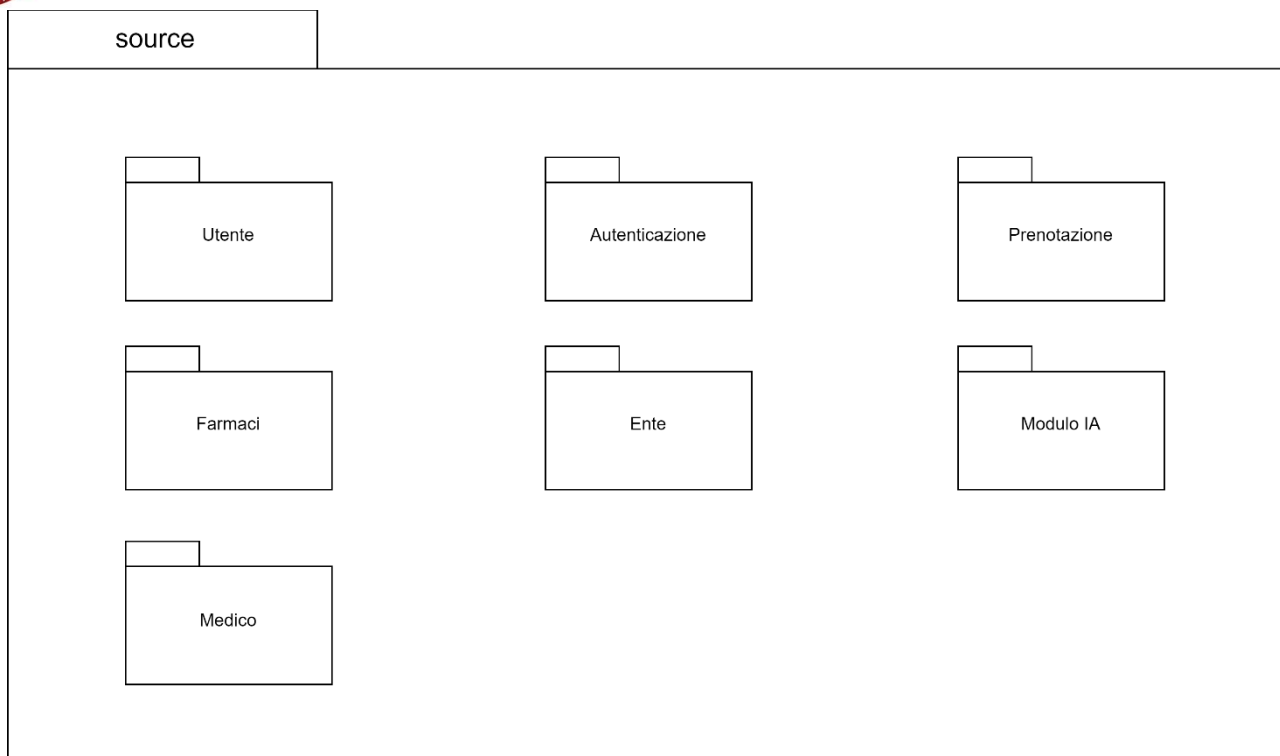 source
Utente
Autenticazione
Prenotazione
Farmaci
Ente
Modulo IA
Medico